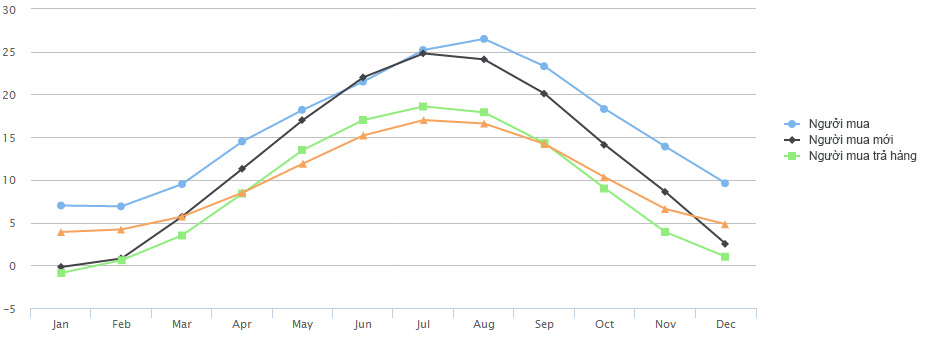 30
25
20
15
10
5
0
−5
Jan Feb Mar Apr May Jun Jul Aug Sep Oct Nov Dec
Người mua
Người mua mới
Người mua trả hàng